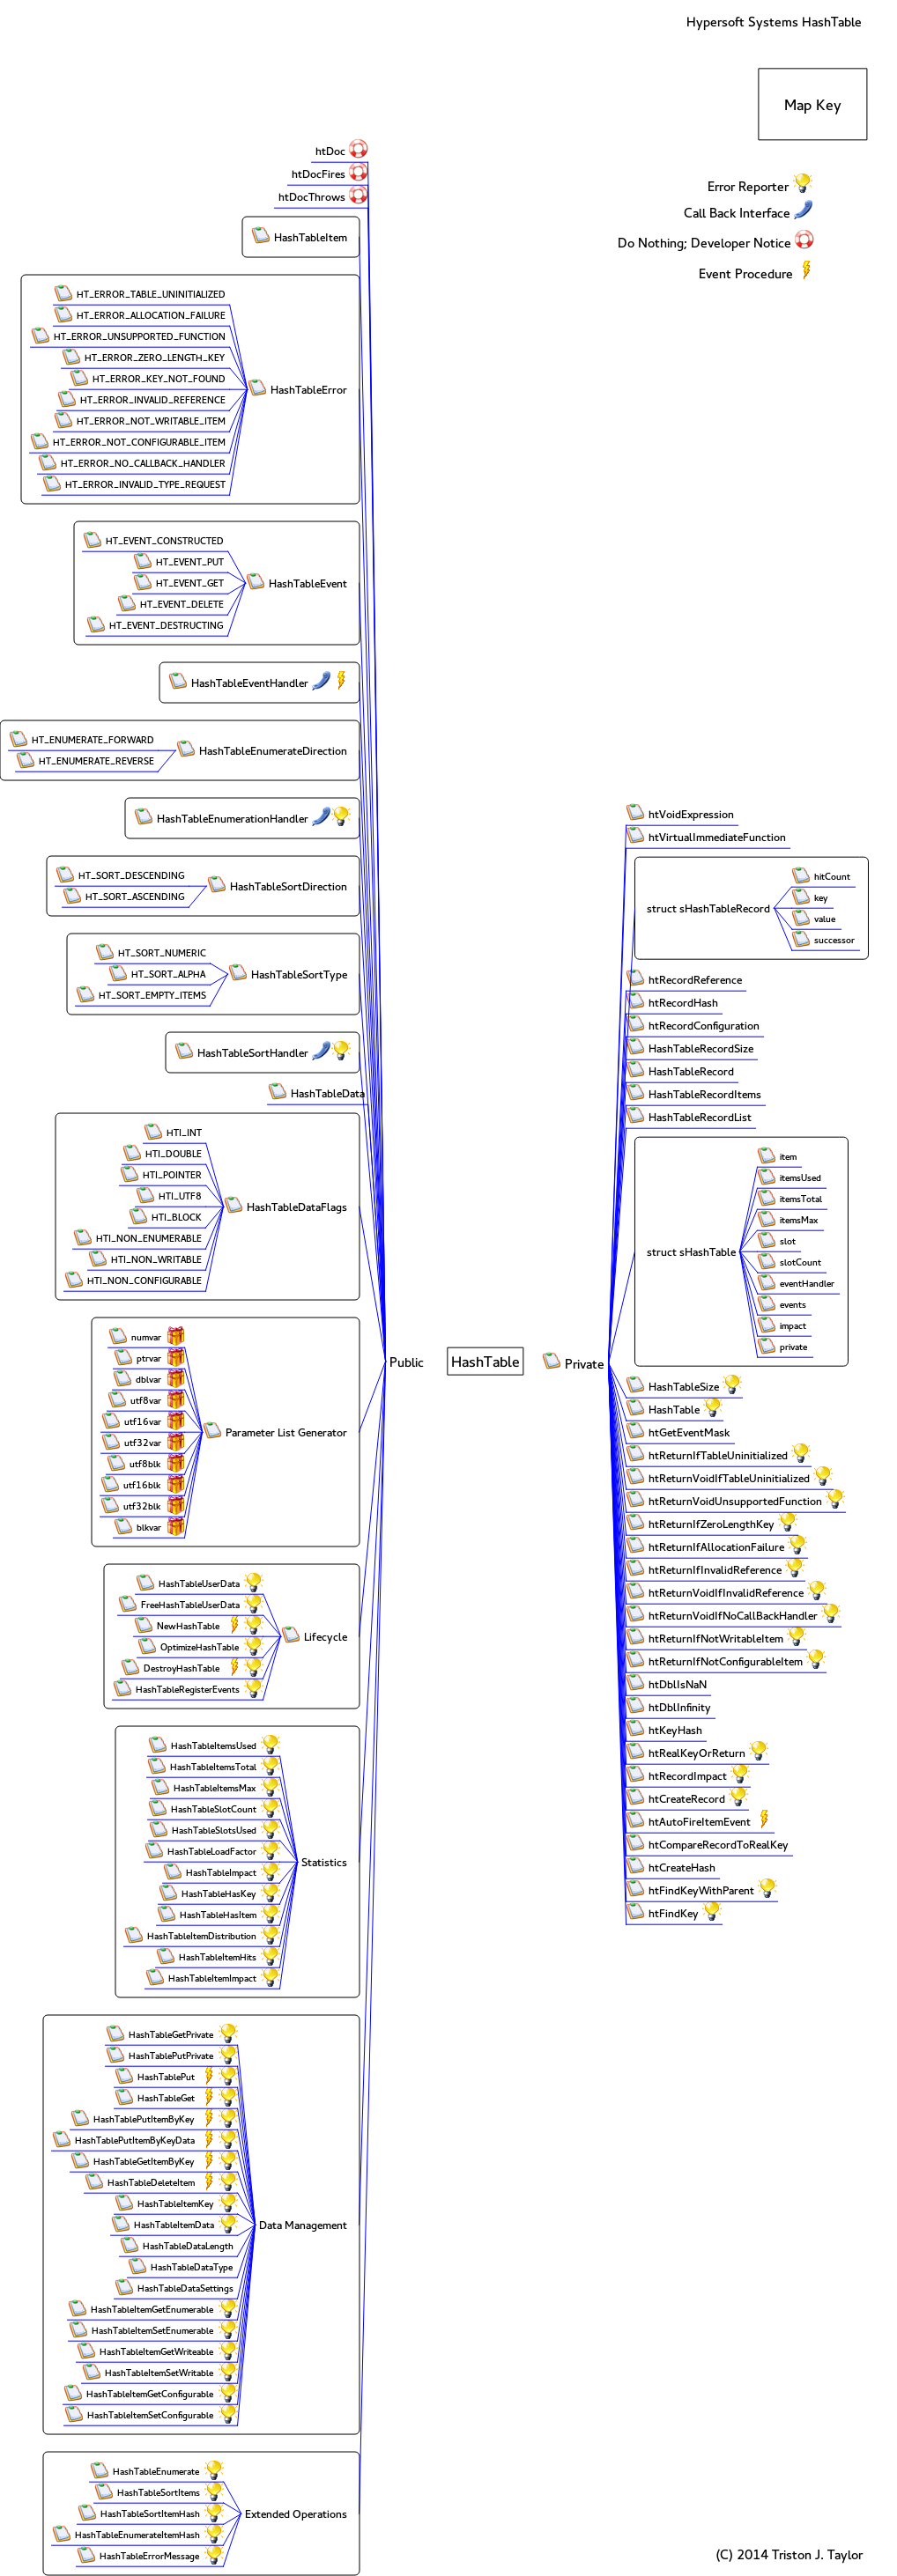 Hypersoft Systems HashTable
Map Key
Error Reporter
Call Back Interface
Do Nothing; Developer Notice
Event Procedure
htDoc
htDocFires
htDocThrows
HashTableItem
HT_ERROR_TABLE_UNINITIALIZED
HT_ERROR_ALLOCATION_FAILURE
HT_ERROR_UNSUPPORTED_FUNCTION
HT_ERROR_ZERO_LENGTH_KEY
HT_ERROR_KEY_NOT_FOUND
HT_ERROR_INVALID_REFERENCE
HT_ERROR_NOT_WRITABLE_ITEM
HT_ERROR_NOT_CONFIGURABLE_ITEM
HT_ERROR_NO_CALLBACK_HANDLER
HT_ERROR_INVALID_TYPE_REQUEST
HashTableError
HT_EVENT_CONSTRUCTED
HT_EVENT_PUT
HT_EVENT_GET
HT_EVENT_DELETE
HT_EVENT_DESTRUCTING
HashTableEvent
HashTableEventHandler
HT_ENUMERATE_FORWARD
HT_ENUMERATE_REVERSE
HashTableEnumerateDirection
HashTableEnumerationHandler
HT_SORT_DESCENDING
HT_SORT_ASCENDING
HashTableSortDirection
HT_SORT_NUMERIC
HT_SORT_ALPHA
HT_SORT_EMPTY_ITEMS
HashTableSortType
HashTableSortHandler
HashTableData
HTI_INT
HTI_DOUBLE
HTI_POINTER
HTI_UTF8
HTI_BLOCK
HTI_NON_ENUMERABLE
HTI_NON_WRITABLE
HTI_NON_CONFIGURABLE
HashTableDataFlags
numvar
ptrvar
dblvar
utf8var
utf16var
utf32var
utf8blk
utf16blk
utf32blk
blkvar
Parameter List Generator
HashTableUserData
FreeHashTableUserData
NewHashTable
OptimizeHashTable
DestroyHashTable
HashTableRegisterEvents
Lifecycle
HashTableItemsUsed
HashTableItemsTotal
HashTableItemsMax
HashTableSlotCount
HashTableSlotsUsed
HashTableLoadFactor
HashTableImpact
HashTableHasKey
HashTableHasItem
HashTableItemDistribution
HashTableItemHits
HashTableItemImpact
Statistics
HashTableGetPrivate
HashTablePutPrivate
HashTablePut
HashTableGet
HashTablePutItemByKey
HashTablePutItemByKeyData
HashTableGetItemByKey
HashTableDeleteItem
HashTableItemKey
HashTableItemData
HashTableDataLength
HashTableDataType
HashTableDataSettings
HashTableItemGetEnumerable
HashTableItemSetEnumerable
HashTableItemGetWriteable
HashTableItemSetWritable
HashTableItemGetConfigurable
HashTableItemSetConfigurable
Data Management
HashTableEnumerate
HashTableSortItems
HashTableSortItemHash
HashTableEnumerateItemHash
HashTableErrorMessage
Extended Operations
Public
HashTable
Private
htVoidExpression
htVirtualImmediateFunction
struct sHashTableRecord
hitCount
key
value
successor
htRecordReference
htRecordHash
htRecordConfiguration
HashTableRecordSize
HashTableRecord
HashTableRecordItems
HashTableRecordList
struct sHashTable
item
itemsUsed
itemsTotal
itemsMax
slot
slotCount
eventHandler
events
impact
private
HashTableSize
HashTable
htGetEventMask
htReturnIfTableUninitialized
htReturnVoidIfTableUninitialized
htReturnVoidUnsupportedFunction
htReturnIfZeroLengthKey
htReturnIfAllocationFailure
htReturnIfInvalidReference
htReturnVoidIfInvalidReference
htReturnVoidIfNoCallBackHandler
htReturnIfNotWritableItem
htReturnIfNotConfigurableItem
htDblIsNaN
htDblInfinity
htKeyHash
htRealKeyOrReturn
htRecordImpact
htCreateRecord
htAutoFireItemEvent
htCompareRecordToRealKey
htCreateHash
htFindKeyWithParent
htFindKey
(C) 2014 Triston J. Taylor